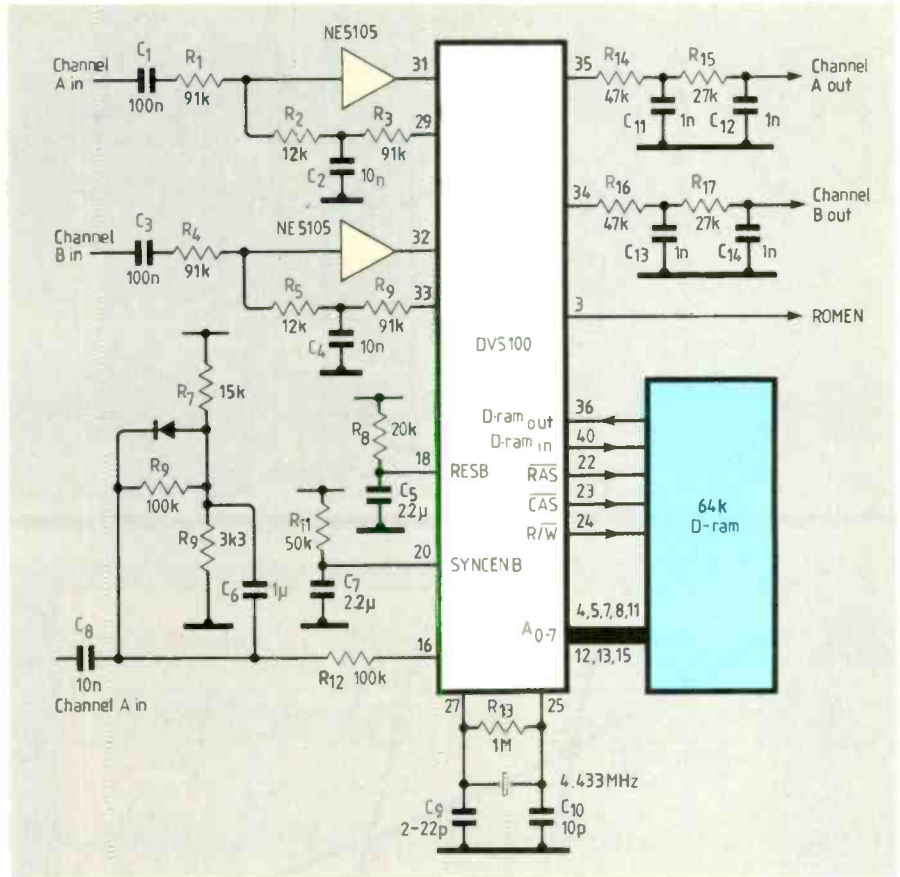 NE5105
C1
R1
31
Channel
A in
100n
91k
R2
R3
29
12k
91k
C2
10n
Channel
B in
C3
R4
NE5105
32
100n
91k
R5
R9
33
12k
91k
C4
10n
R7
15k
R9
100k
R9
3k3
C6
1μ
C8
10n
Channel A in
R8
20k
18
RESB
C5
22μ
R11
50k
20
SYNCENB
C7
2.2μ
16
R12
100k
DV5100
27
25
R13
1M
4.433MHz
C9
2-22p
C10
10p
35
R14
R15
Channel
A out
47k
27k
C11
1n
C12
1n
34
R16
R17
Channel
B out
47k
27k
C13
1n
C14
1n
3
ROMEN
D-ram out
36
D-ram in
40
RAS
22
CAS
23
R/W
24
64k
D-ram
A0-7
4,5,7,8,11
12,13,15